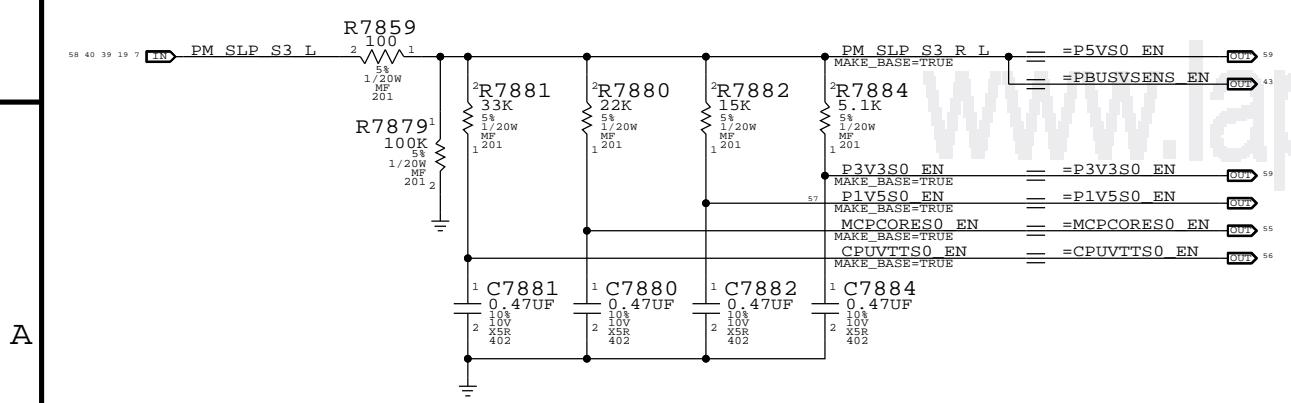 R7859
100
58 40 39 19 7 IN PM_SLP_S3_L 2 1
5%
1/20W
MF
201
PM_SLP_S3_R_L =P5VS0_EN OUT 59
MAKE_BASE=TRUE
=PBUSVSENS_EN OUT 43
2 R7881
33K
5%
1/20W
MF
201
1
2 R7880
22K
5%
1/20W
MF
201
1
2 R7882
15K
5%
1/20W
MF
201
1
2 R7884
5.1K
5%
1/20W
MF
201
1
R7879 1
100K
5%
1/20W
MF
201 2
P3V3S0_EN =P3V3S0_EN OUT 59
MAKE_BASE=TRUE
57 P1V5S0_EN =P1V5S0_EN OUT
MAKE_BASE=TRUE
MCPCORES0_EN =MCPCORES0_EN OUT 55
MAKE_BASE=TRUE
CPUVTTS0_EN =CPUVTTS0_EN OUT 56
MAKE_BASE=TRUE
1 C7881
0.47UF
10%
10V
2 X5R
402
1 C7880
0.47UF
10%
10V
2 X5R
402
1 C7882
0.47UF
10%
10V
2 X5R
402
1 C7884
0.47UF
10%
10V
2 X5R
402
A
www.lap